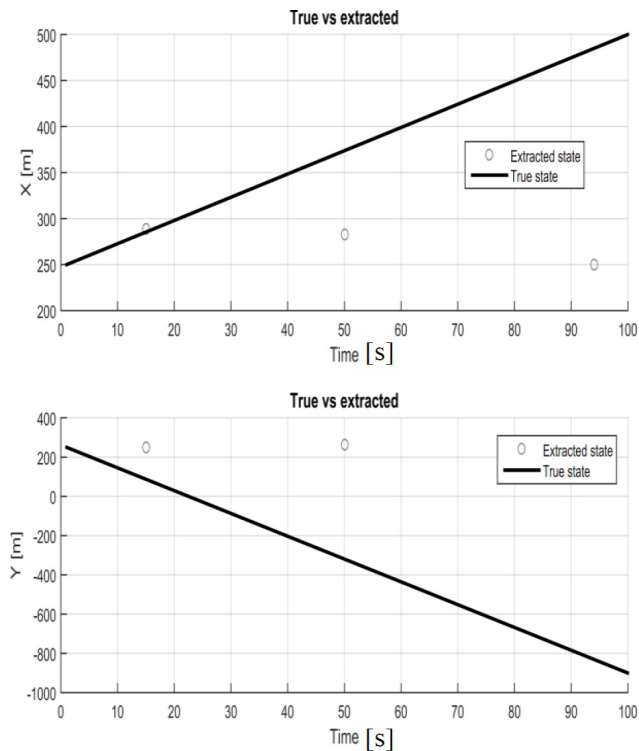 True vs extracted
500
450
400
350
300
250
200
X [m]
Extracted state
True state
0 10 20 30 40 50 60 70 80 90 100
Time [s]
True vs extracted
400
200
0
-200
-400
-600
-800
-1000
Y [m]
Extracted state
True state
0 10 20 30 40 50 60 70 80 90 100
Time [s]